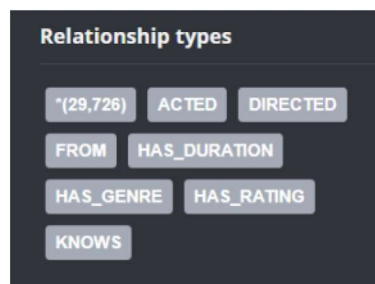 Relationship types
*(29,726) ACTED DIRECTED
FROM HAS_DURATION
HAS_GENRE HAS_RATING
KNOWS